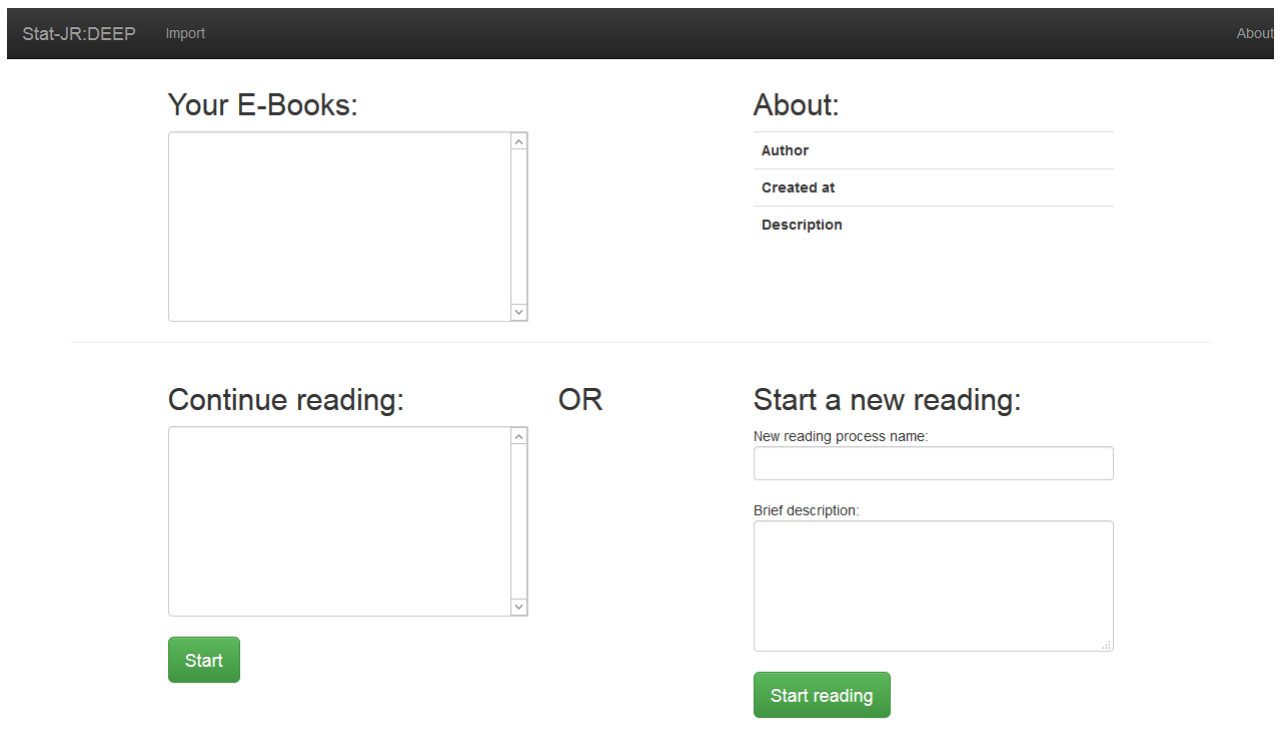 Stat-JR:DEEP Import About
Your E-Books:
About:
Author
Created at
Description
Continue reading:
OR
Start a new reading:
New reading process name:
Brief description:
Start
Start reading